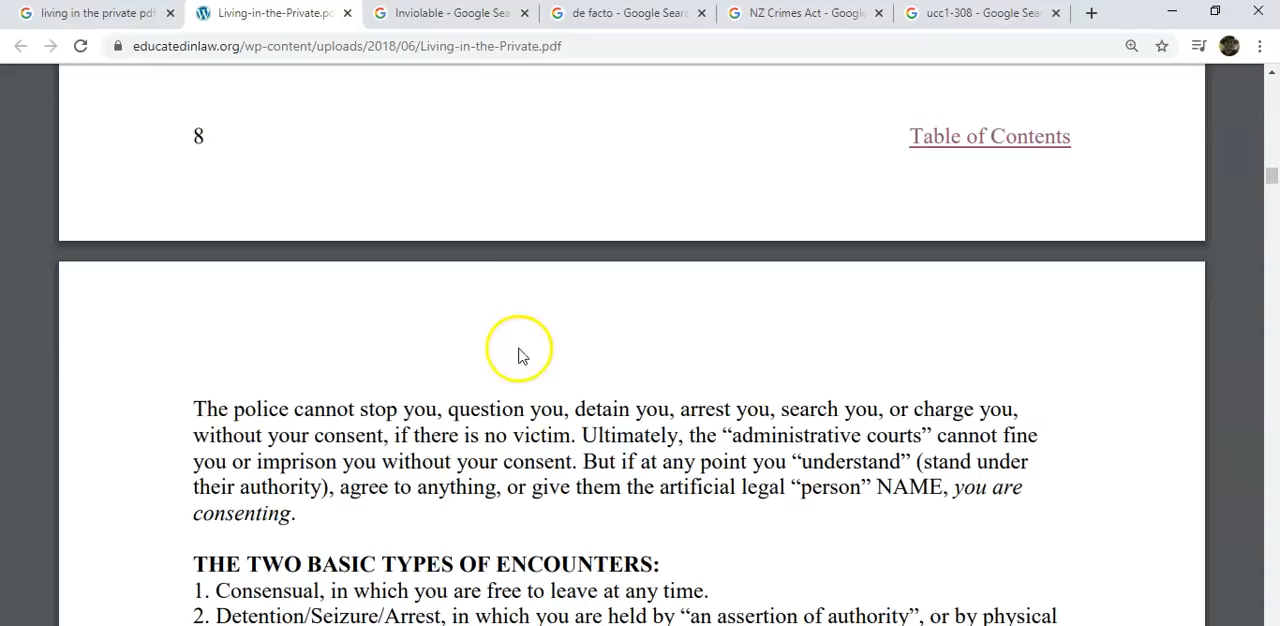 living in the private pdf
Living-in-the-Private.pd
Inviolable - Google Sea
de facto - Google Searc
NZ Crimes Act - Google
ucc1-308 - Google Sear
educatedinlaw.org/wp-content/uploads/2018/06/Living-in-the-Private.pdf
8
Table of Contents
The police cannot stop you, question you, detain you, arrest you, search you, or charge you,
without your consent, if there is no victim. Ultimately, the “administrative courts” cannot fine
you or imprison you without your consent. But if at any point you “understand” (stand under
their authority), agree to anything, or give them the artificial legal “person” NAME, you are
consenting.
THE TWO BASIC TYPES OF ENCOUNTERS:
1. Consensual, in which you are free to leave at any time.
2. Detention/Seizure/Arrest, in which you are held by “an assertion of authority”, or by physical